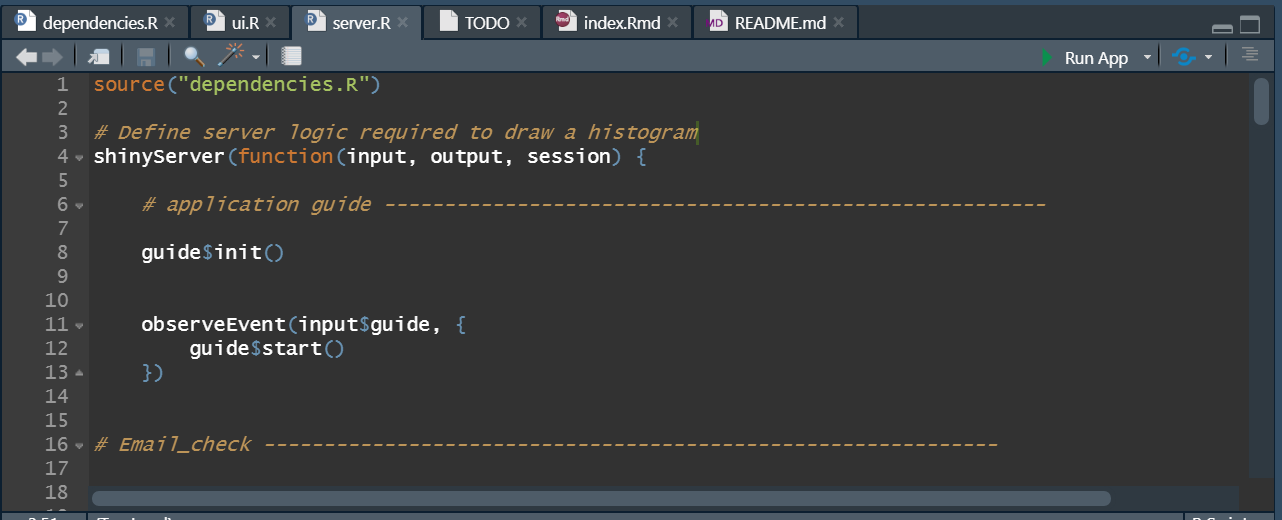 dependencies.R ui.R server.R TODO index.Rmd README.md
Run App
1 source("dependencies.R")
2
3 # Define server logic required to draw a histogram
4 shinyServer(function(input, output, session) {
5
6 # application guide -------------------------------------------------------
7
8 guide$init()
9
10
11 observeEvent(input$guide, {
12 guide$start()
13 })
14
15
16 # Email_check -------------------------------------------------------------
17
18